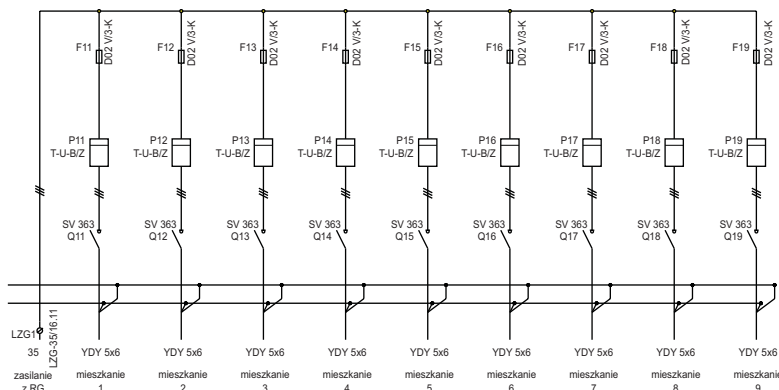 F11 D02 V/3-K F12 D02 V/3-K F13 D02 V/3-K F14 D02 V/3-K F15 D02 V/3-K F16 D02 V/3-K F17 D02 V/3-K F18 D02 V/3-K F19 D02 V/3-K
P11 P12 P13 P14 P15 P16 P17 P18 P19
T-U-B/Z T-U-B/Z T-U-B/Z T-U-B/Z T-U-B/Z T-U-B/Z T-U-B/Z T-U-B/Z T-U-B/Z
SV 363 SV 363 SV 363 SV 363 SV 363 SV 363 SV 363 SV 363 SV 363
Q11 Q12 Q13 Q14 Q15 Q16 Q17 Q18 Q19
LZG1 LZG-35/16.11
35 YDY 5x6 YDY 5x6 YDY 5x6 YDY 5x6 YDY 5x6 YDY 5x6 YDY 5x6 YDY 5x6 YDY 5x6
zasilanie mieszkanie mieszkanie mieszkanie mieszkanie mieszkanie mieszkanie mieszkanie mieszkanie mieszkanie
z RG 1 2 3 4 5 6 7 8 9